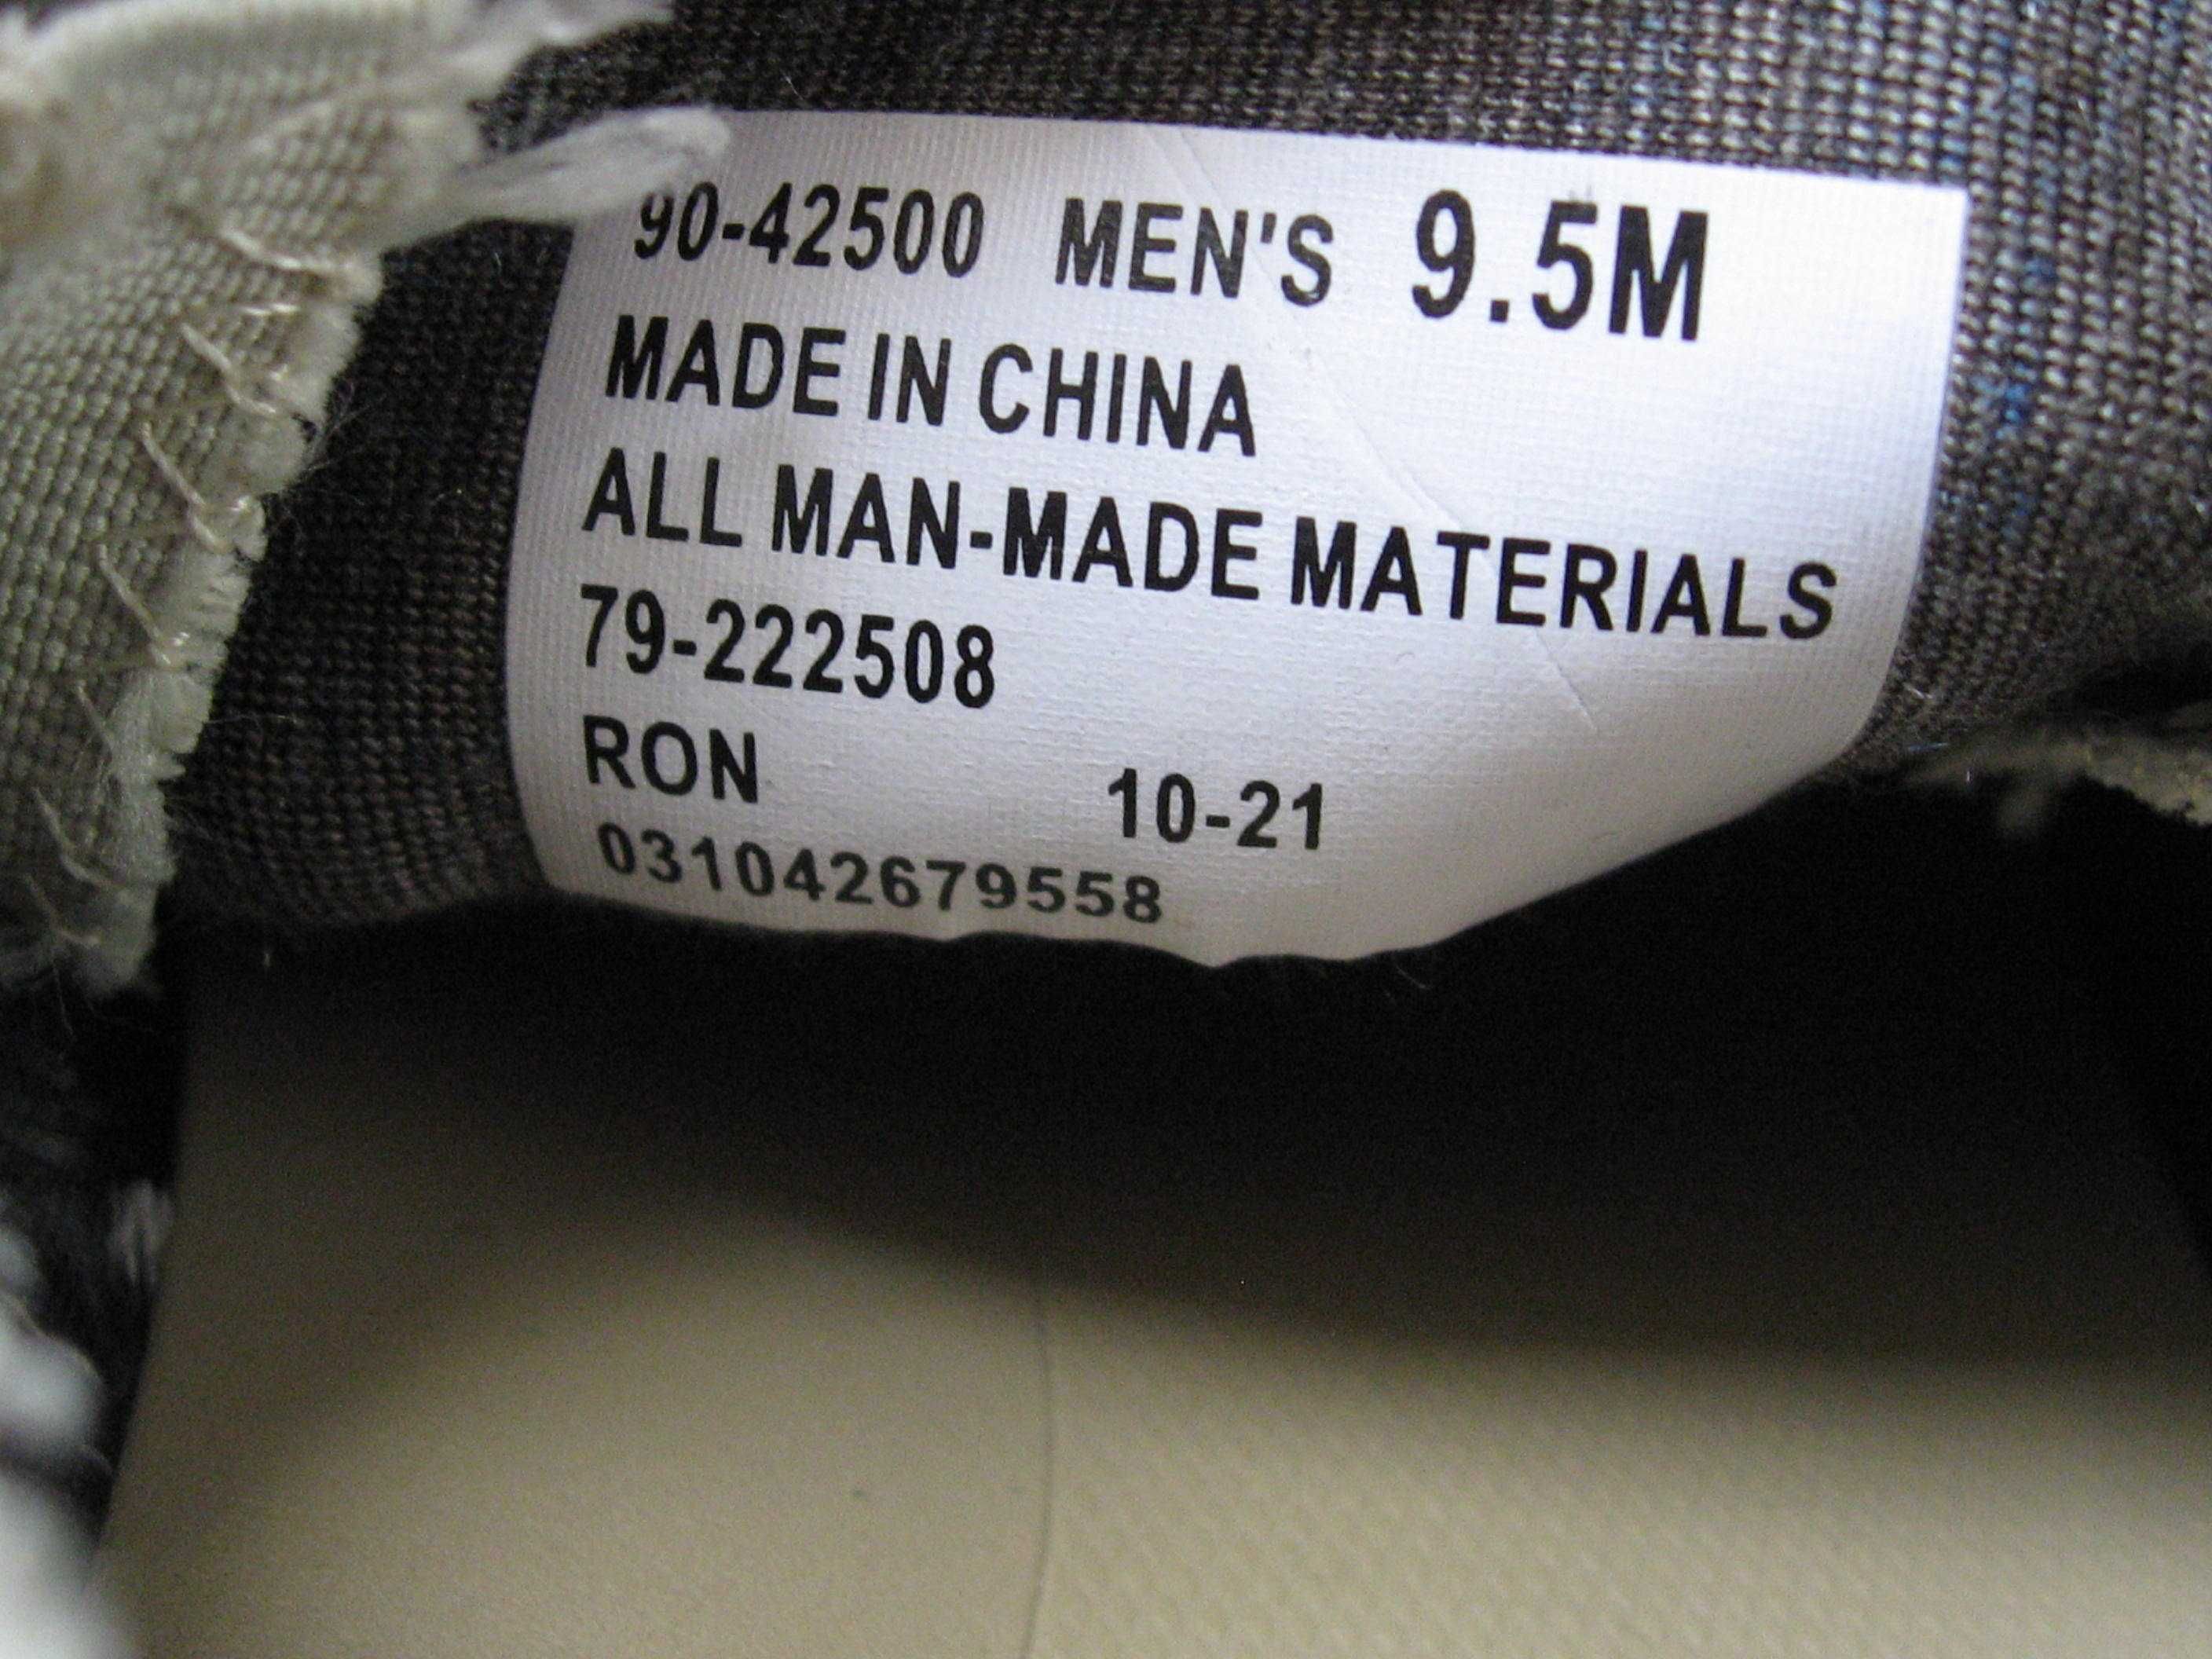 90-42500 MEN'S 9.5M
MADE IN CHINA
ALL MAN-MADE MATERIALS
79-222508
RON 10-21
031042679558